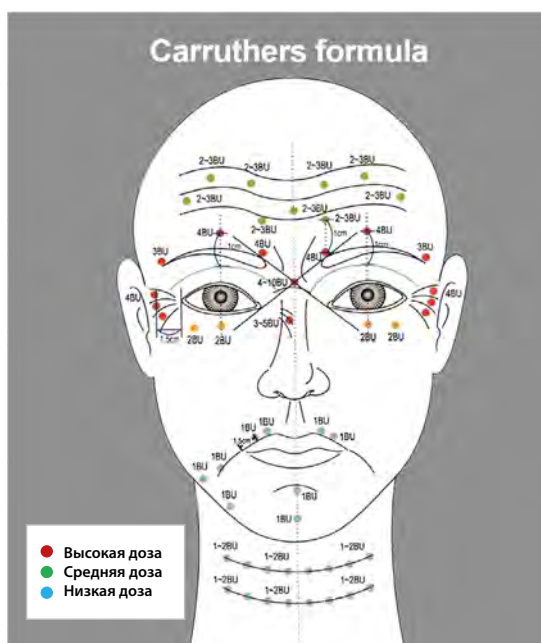 Carruthers formula
2~3BU 2~3BU
2~3BU 2~3BU
2~3BU 2~3BU
2~3BU 2~3BU 2~3BU
4BU 1cm 4BU
3BU 1cm 4BU 4BU 1cm 3BU
4~10BU
4BU 4BU
3~5BU
1.5cm 2BU 2BU 2BU 2BU
1BU 1BU 1BU
1BU 1.5cm
1BU
1BU
1BU 1BU
1BU
1~2BU 1~2BU 1~2BU
1~2BU 1~2BU
Высокая доза
Средняя доза
Низкая доза